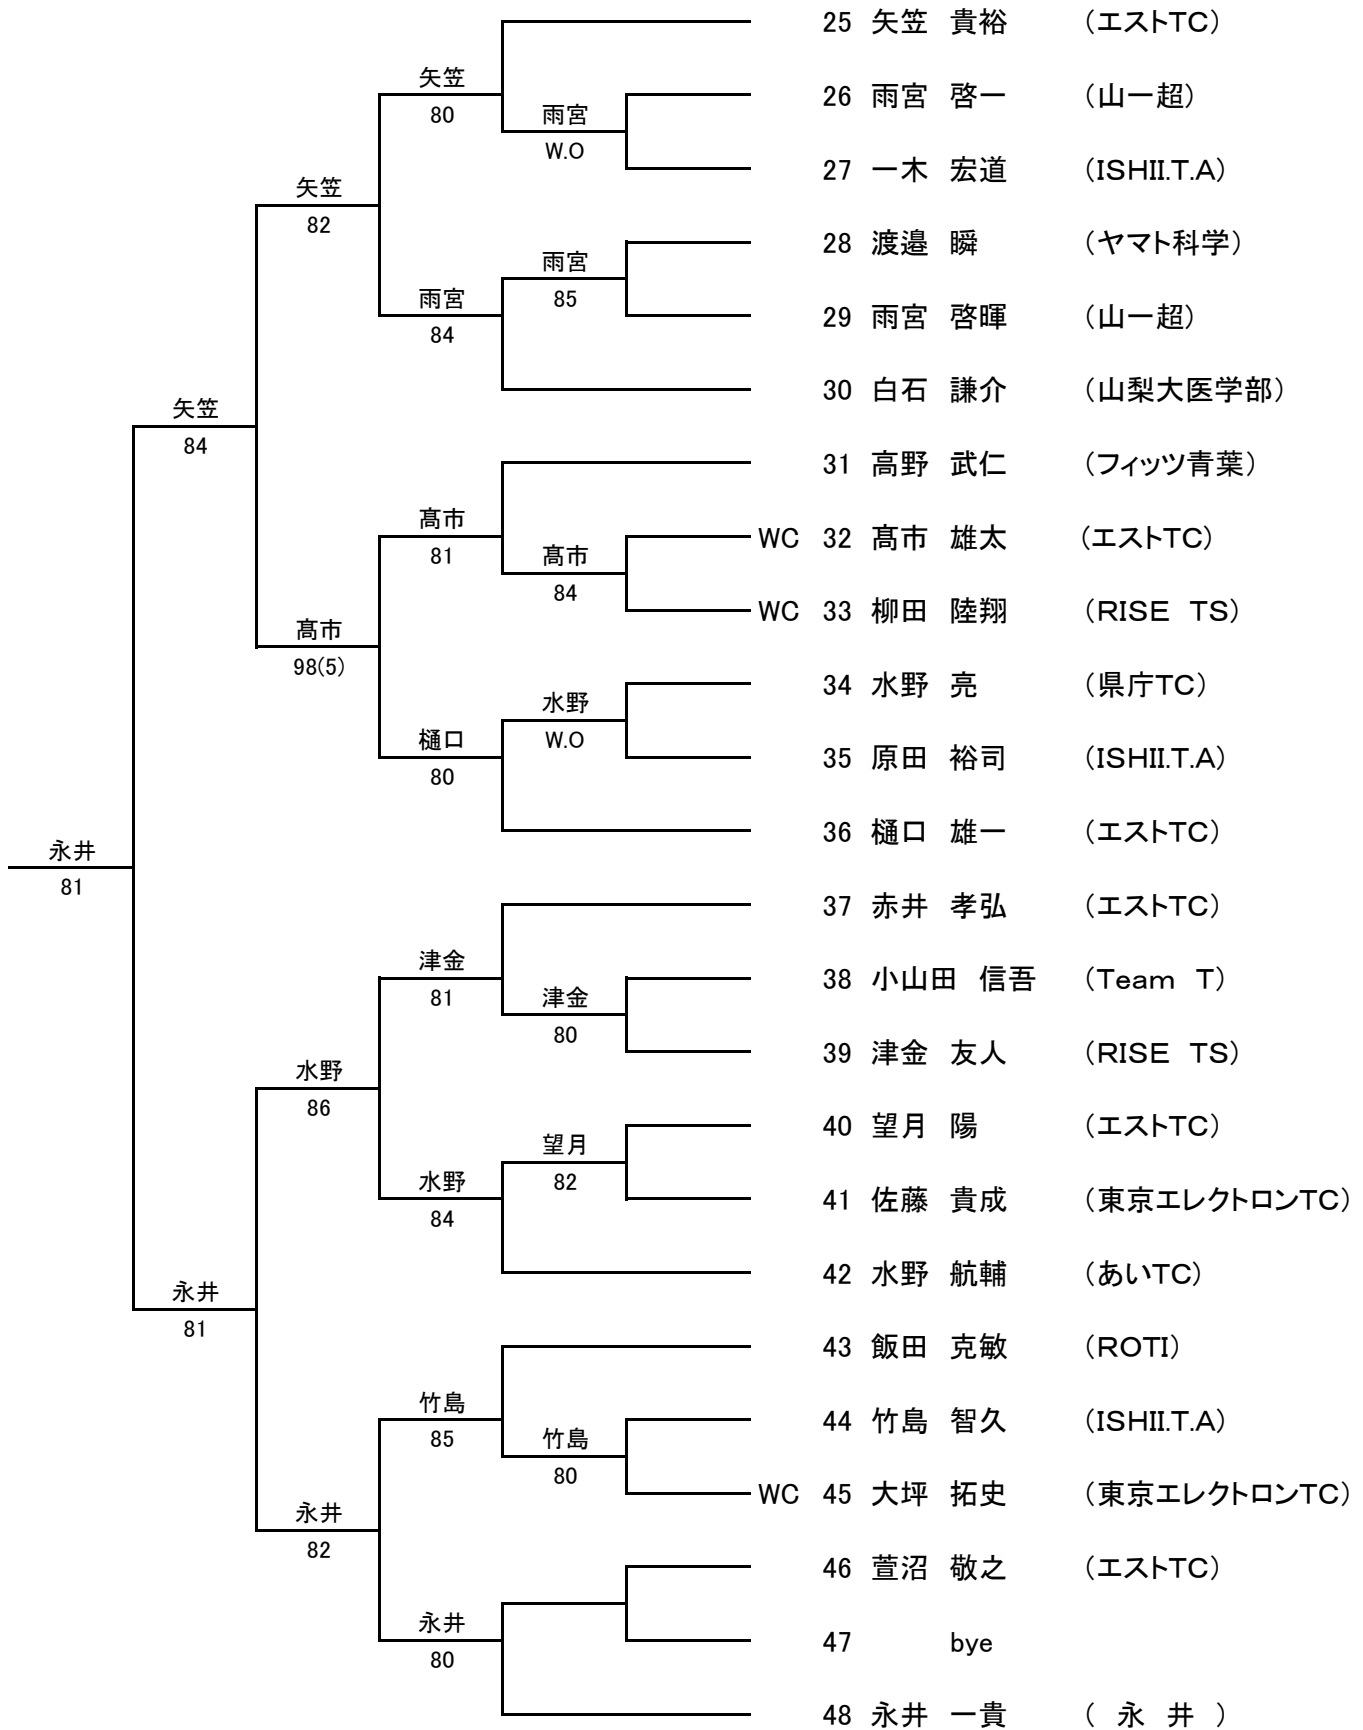 25 矢笠 貴裕 (エストTC)
矢笠
80
26 雨宮 啓一 (山一超)
雨宮
W.O
27 一木 宏道 (ISHII.T.A)
矢笠
82
28 渡邉 瞬 (ヤマト科学)
雨宮
85
雨宮
84
29 雨宮 啓暉 (山一超)
30 白石 謙介 (山梨大医学部)
矢笠
84
31 高野 武仁 (フィッツ青葉)
髙市
81
WC 32 髙市 雄太 (エストTC)
髙市
84
WC 33 柳田 陸翔 (RISE TS)
髙市
98(5)
34 水野 亮 (県庁TC)
水野
W.O
樋口
80
35 原田 裕司 (ISHII.T.A)
36 樋口 雄一 (エストTC)
永井
81
37 赤井 孝弘 (エストTC)
津金
81
38 小山田 信吾 (Team T)
津金
80
39 津金 友人 (RISE TS)
水野
86
40 望月 陽 (エストTC)
望月
82
水野
84
41 佐藤 貴成 (東京エレクトロンTC)
42 水野 航輔 (あいTC)
永井
81
43 飯田 克敏 (ROTI)
竹島
85
44 竹島 智久 (ISHII.T.A)
竹島
80
WC 45 大坪 拓史 (東京エレクトロンTC)
永井
82
46 萱沼 敬之 (エストTC)
永井
80
47 bye
48 永井 一貴 ( 永 井 )